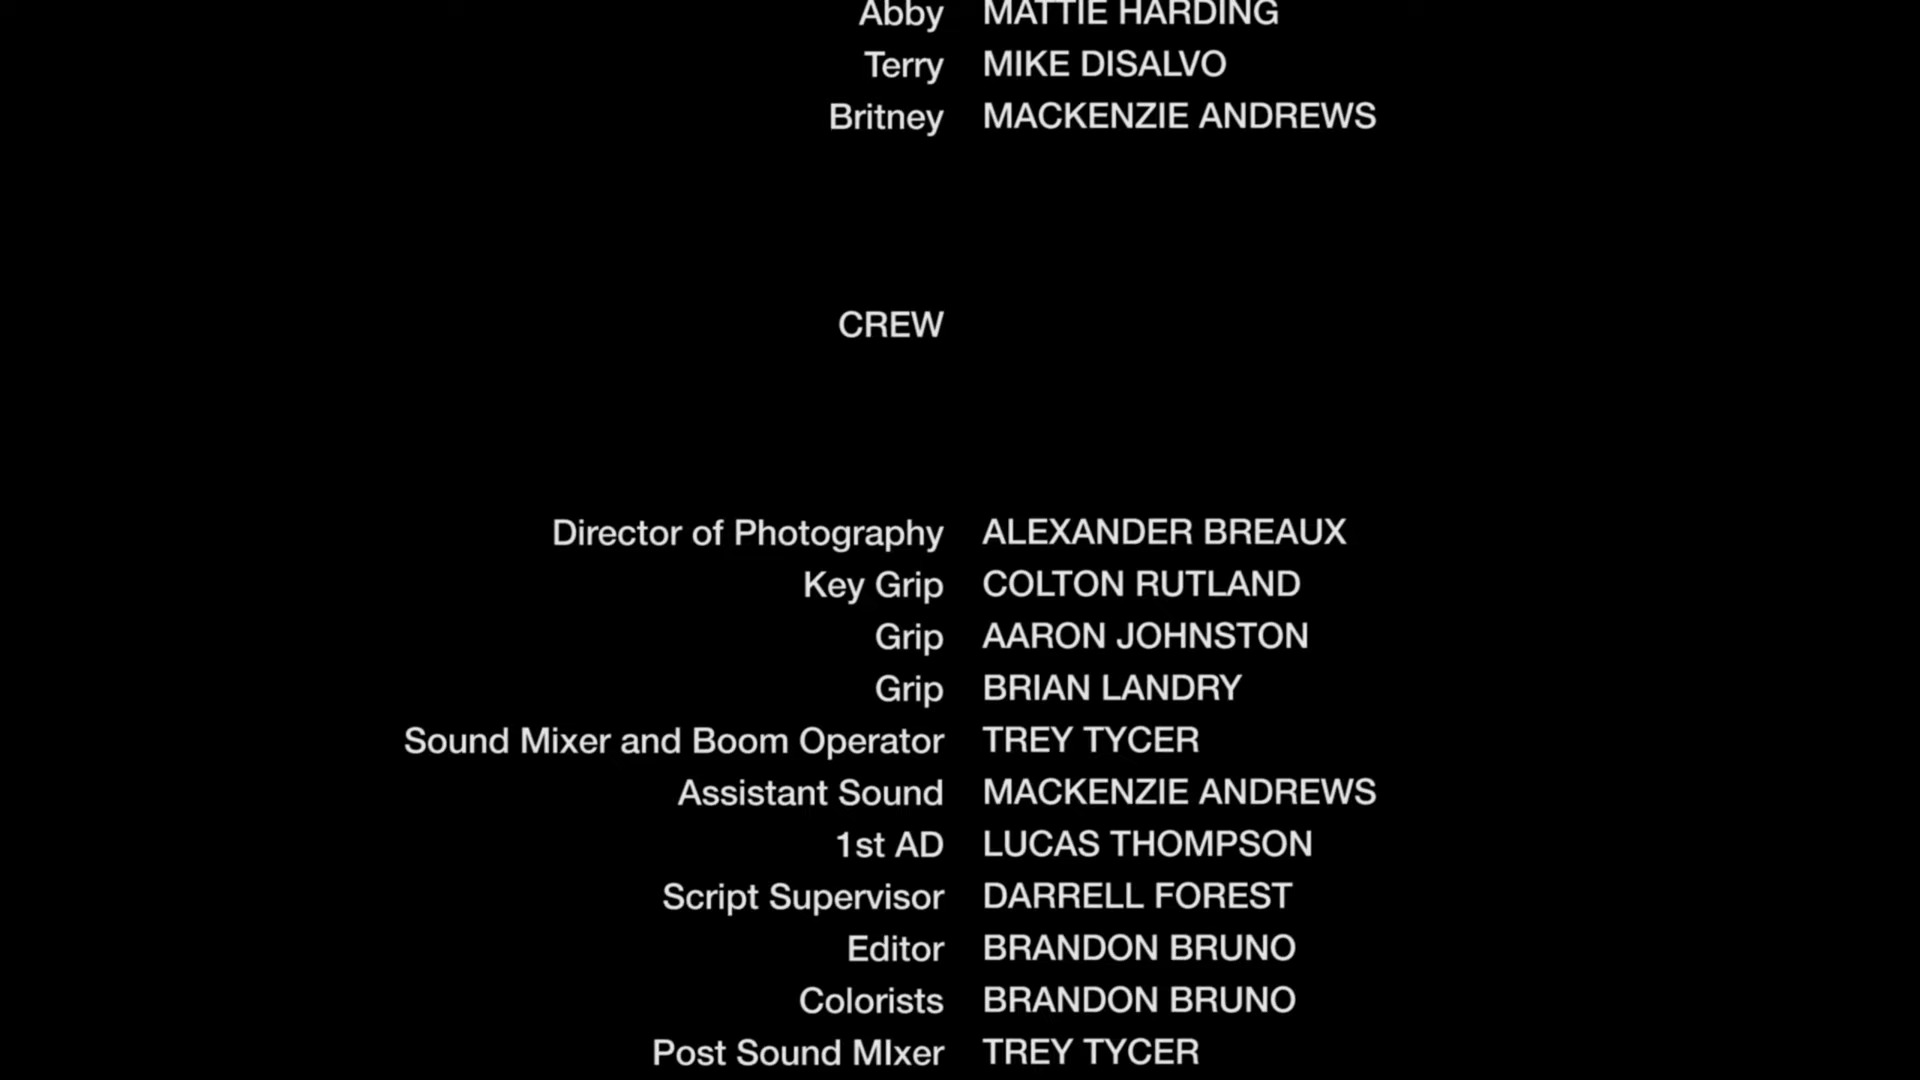 Abby MATTIE HARDING
Terry MIKE DISALVO
Britney MACKENZIE ANDREWS
CREW
Director of Photography ALEXANDER BREAUX
Key Grip COLTON RUTLAND
Grip AARON JOHNSTON
Grip BRIAN LANDRY
Sound Mixer and Boom Operator TREY TYCER
Assistant Sound MACKENZIE ANDREWS
1st AD LUCAS THOMPSON
Script Supervisor DARRELL FOREST
Editor BRANDON BRUNO
Colorists BRANDON BRUNO
Post Sound MIxer TREY TYCER